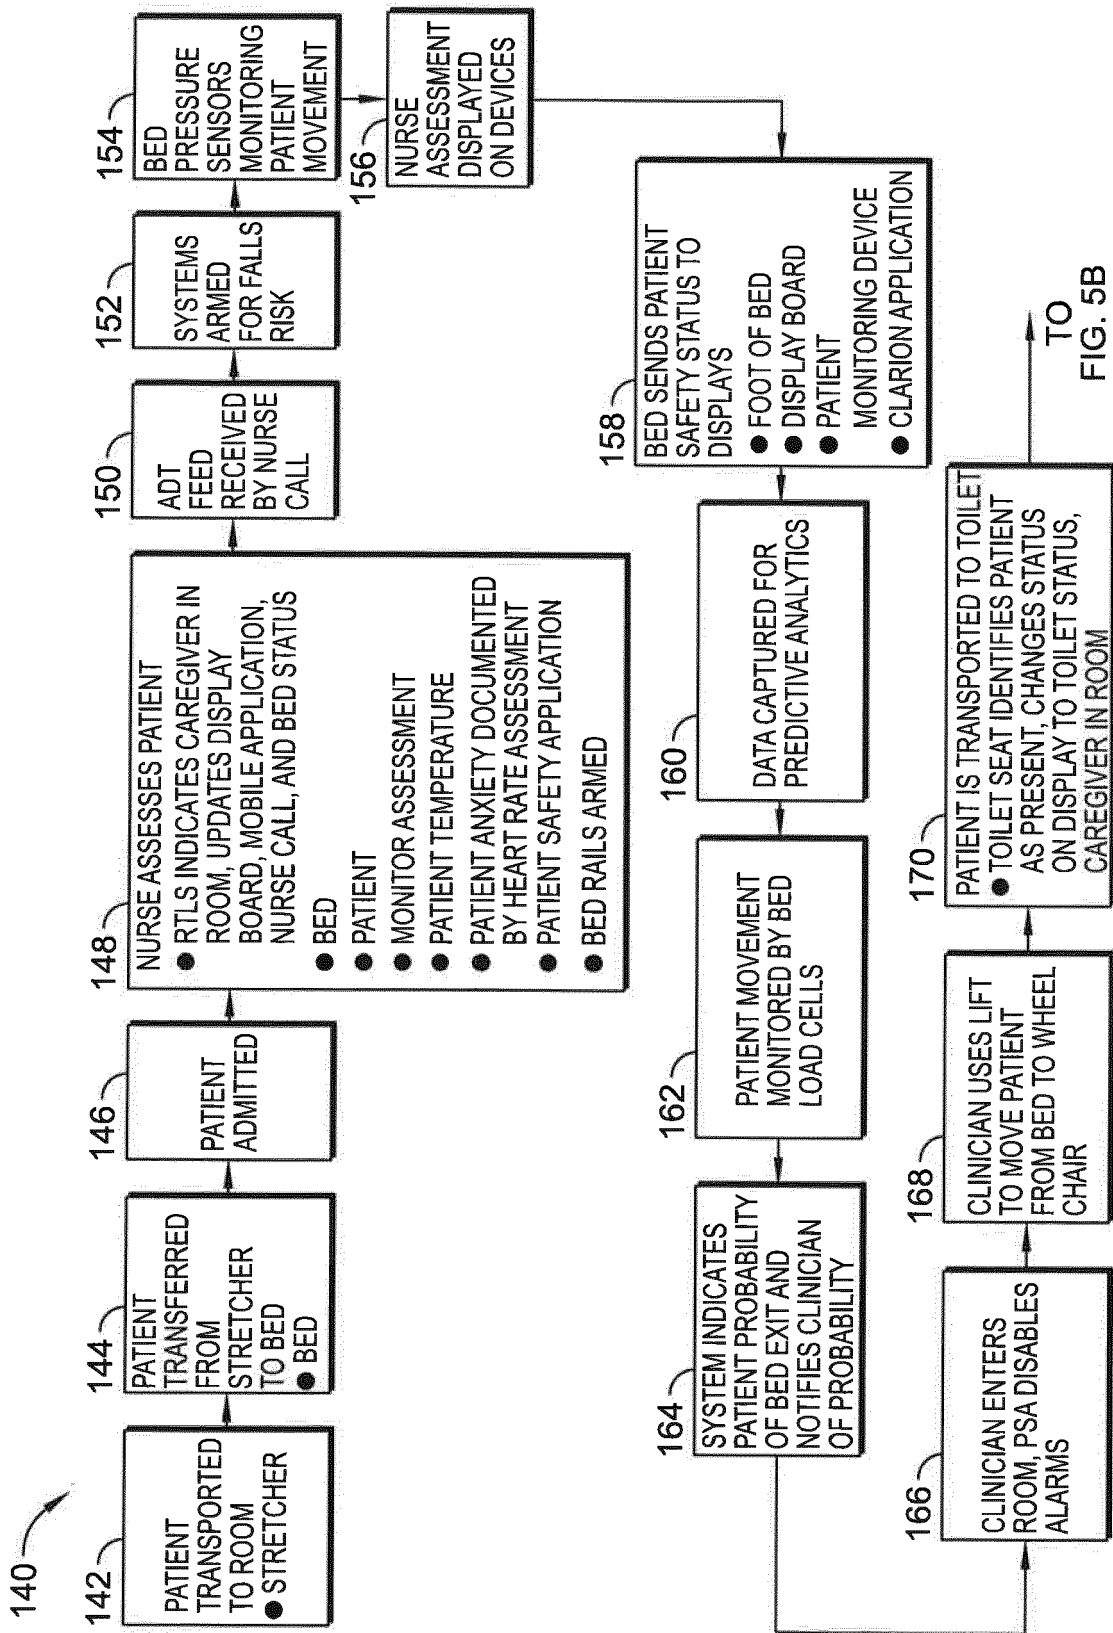 140
142
PATIENT
TRANSPORTED
TO ROOM
● STRETCHER
144
PATIENT
TRANSFERRED
FROM
STRETCHER
TO BED
● BED
146
PATIENT
ADMITTED
148
NURSE ASSESSES PATIENT
● RTLS INDICATES CAREGIVER IN
ROOM, UPDATES DISPLAY
BOARD, MOBILE APPLICATION,
NURSE CALL, AND BED STATUS
● BED
● PATIENT
● MONITOR ASSESSMENT
● PATIENT TEMPERATURE
● PATIENT ANXIETY DOCUMENTED
BY HEART RATE ASSESSMENT
● PATIENT SAFETY APPLICATION
● BED RAILS ARMED
150
ADT
FEED
RECEIVED
BY NURSE
CALL
152
SYSTEMS
ARMED
FOR FALLS
RISK
154
BED
PRESSURE
SENSORS
MONITORING
PATIENT
MOVEMENT
156
NURSE
ASSESSMENT
DISPLAYED
ON DEVICES
158
BED SENDS PATIENT
SAFETY STATUS TO
DISPLAYS
● FOOT OF BED
● DISPLAY BOARD
● PATIENT
MONITORING DEVICE
● CLARION APPLICATION
160
DATA CAPTURED FOR
PREDICTIVE ANALYTICS
162
PATIENT MOVEMENT
MONITORED BY BED
LOAD CELLS
164
SYSTEM INDICATES
PATIENT PROBABILITY
OF BED EXIT AND
NOTIFIES CLINICIAN
OF PROBABILITY
166
CLINICIAN ENTERS
ROOM, PSA DISABLES
ALARMS
168
CLINICIAN USES LIFT
TO MOVE PATIENT
FROM BED TO WHEEL
CHAIR
170
PATIENT IS TRANSPORTED TO TOILET
● TOILET SEAT IDENTIFIES PATIENT
AS PRESENT, CHANGES STATUS
ON DISPLAY TO TOILET STATUS,
CAREGIVER IN ROOM
TO
FIG. 5B